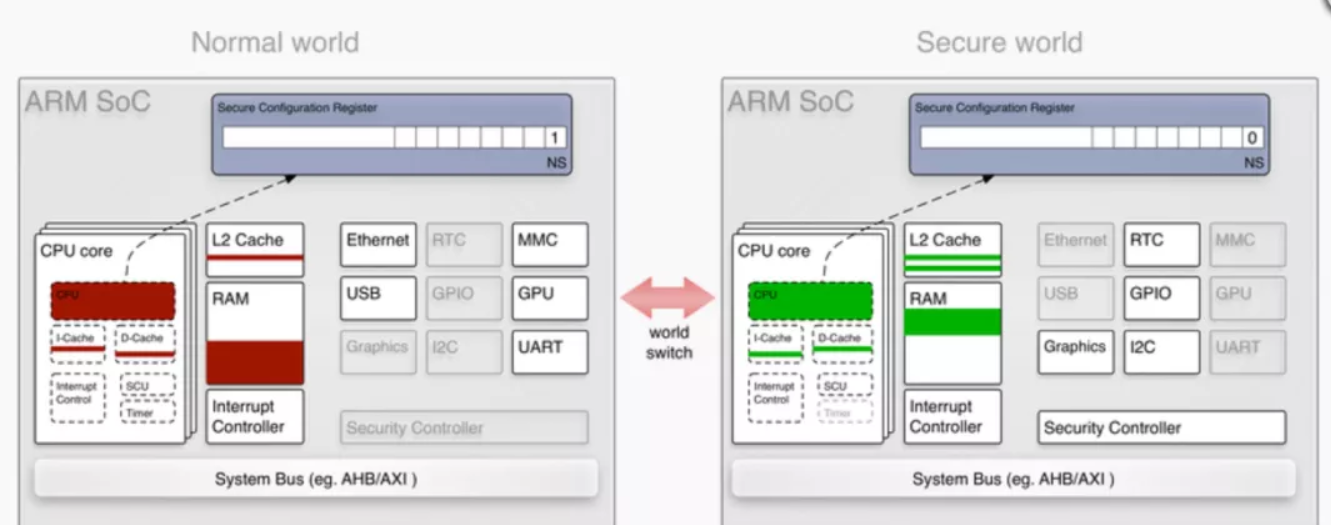 Normal world
ARM SoC
Secure Configuration Register
1
NS
CPU core
CPU
I-Cache
D-Cache
Interrupt
Control
SCU
Timer
L2 Cache
RAM
Interrupt
Controller
Ethernet
RTC
MMC
USB
GPIO
GPU
Graphics
I2C
UART
Security Controller
System Bus (eg. AHB/AXI )
world
switch
Secure world
ARM SoC
Secure Configuration Register
0
NS
CPU core
CPU
I-Cache
D-Cache
Interrupt
Control
SCU
Timer
L2 Cache
RAM
Interrupt
Controller
Ethernet
RTC
MMC
USB
GPIO
GPU
Graphics
I2C
UART
Security Controller
System Bus (eg. AHB/AXI )